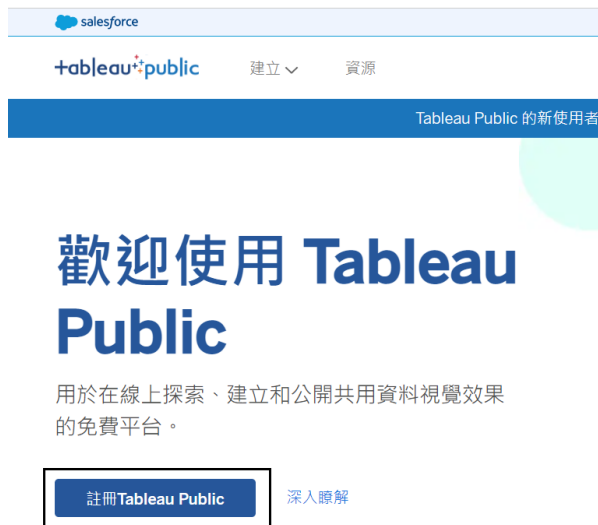 salesforce
+ableau public
建立
資源
Tableau Public 的新使用者
歡迎使用 Tableau
Public
用於在線上探索、建立和公開共用資料視覺效果
的免費平台。
註冊Tableau Public
深入瞭解